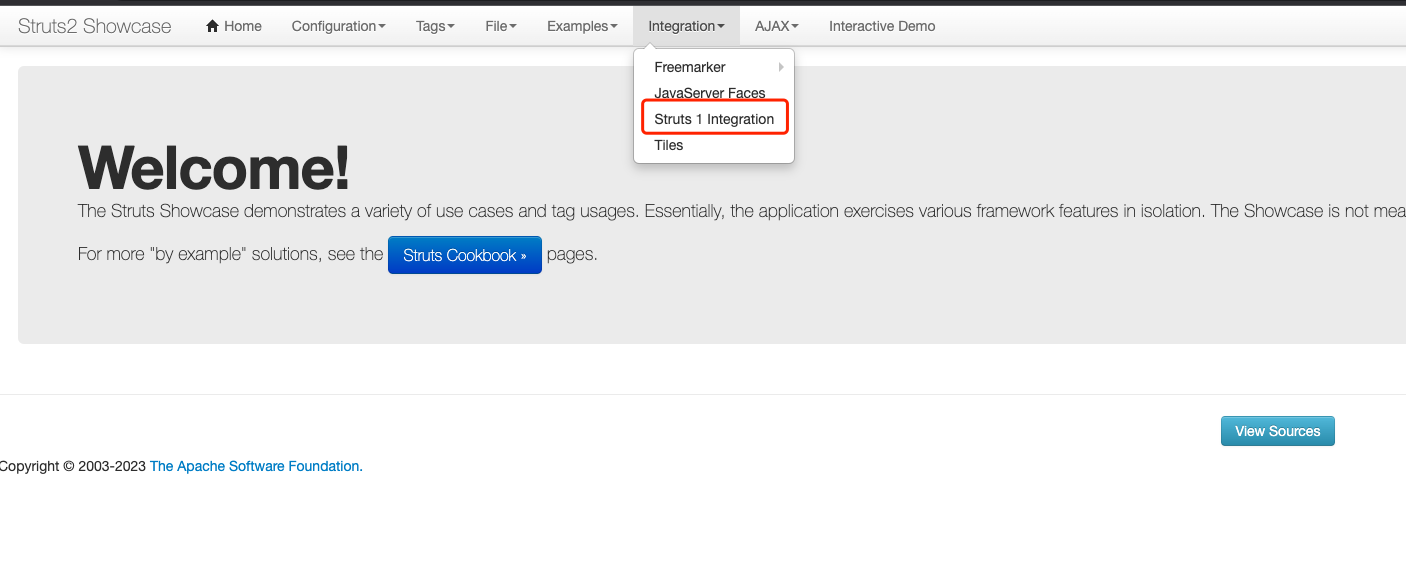 Struts2 Showcase Home Configuration Tags File Examples Integration AJAX Interactive Demo
Freemarker
JavaServer Faces
Struts 1 Integration
Tiles
Welcome!
The Struts Showcase demonstrates a variety of use cases and tag usages. Essentially, the application exercises various framework features in isolation. The Showcase is not mea
For more "by example" solutions, see the Struts Cookbook » pages.
View Sources
Copyright © 2003-2023 The Apache Software Foundation.